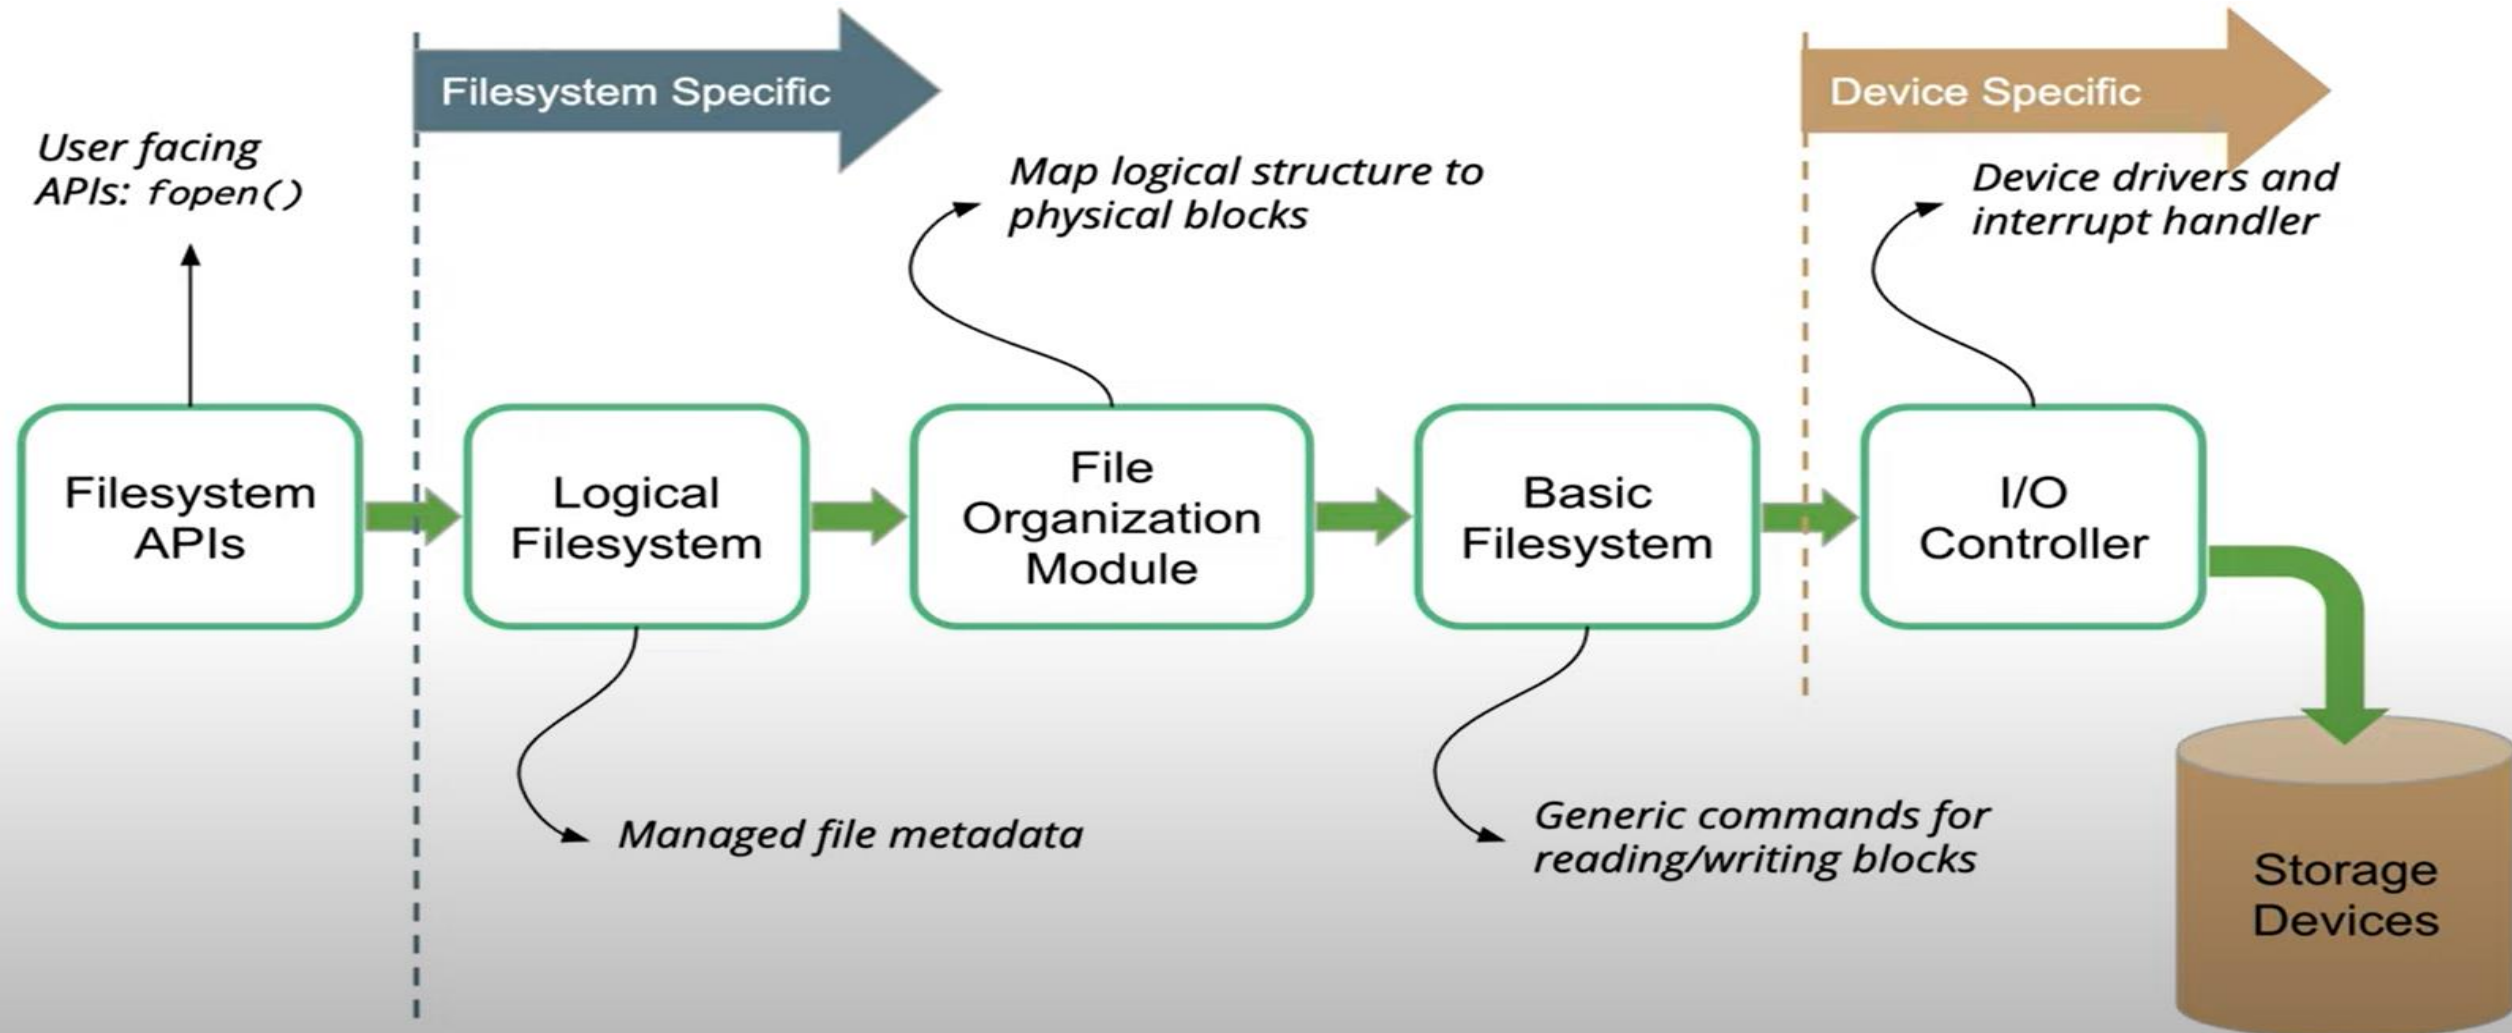 Filesystem Specific
Device Specific
User facing
APIs: fopen()
Map logical structure to
physical blocks
Device drivers and
interrupt handler
Filesystem
APIs
Logical
Filesystem
File
Organization
Module
Basic
Filesystem
I/O
Controller
Managed file metadata
Generic commands for
reading/writing blocks
Storage
Devices